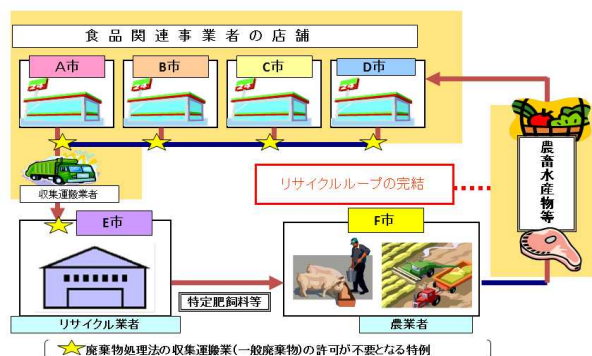 食品関連事業者の店舗
A市
B市
C市
D市
収集運搬業者
農畜水産物等
リサイクルループの完結
E市
F市
特定肥飼料等
リサイクル業者
農業者
廃棄物処理法の収集運搬業(一般廃棄物)の許可が不要となる特例